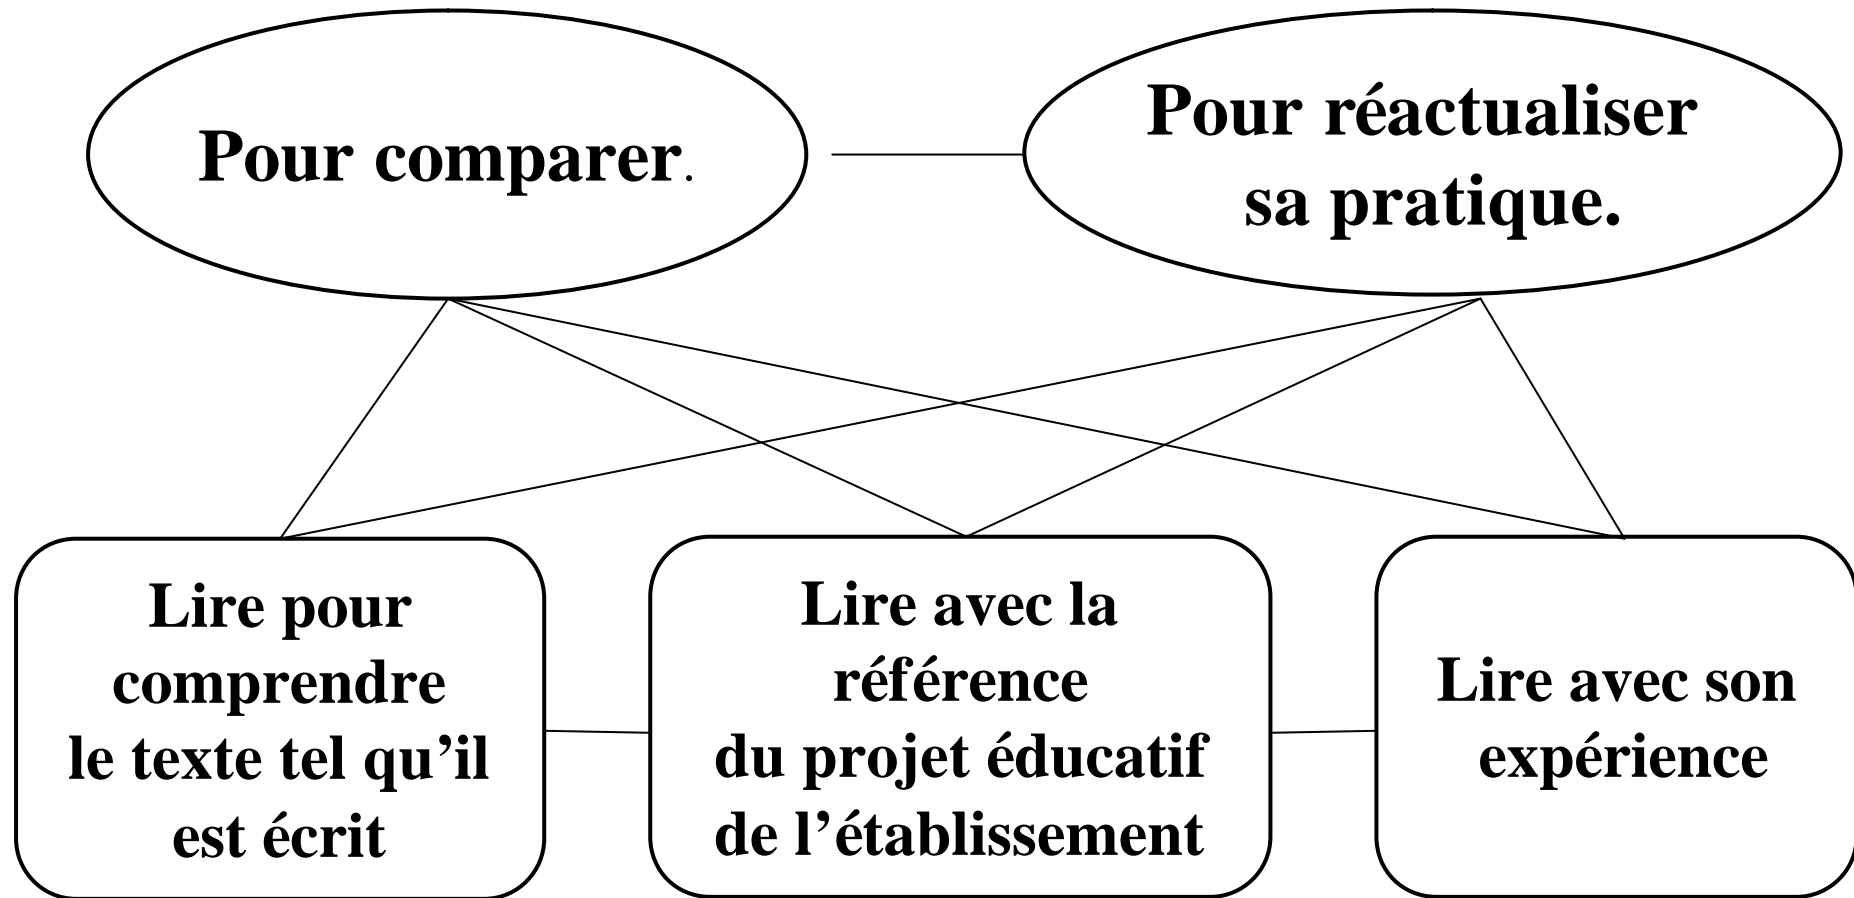 Pour comparer.
Pour réactualiser
sa pratique.
Lire pour
comprendre
le texte tel qu’il
est écrit
Lire avec la
référence
du projet éducatif
de l’établissement
Lire avec son
expérience